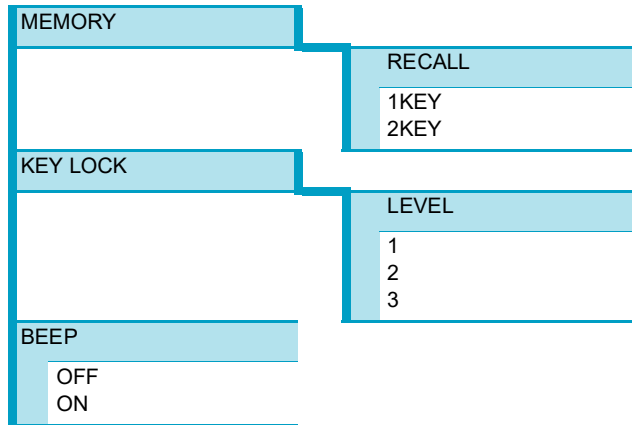 MEMORY
RECALL
1KEY
2KEY
KEY LOCK
LEVEL
1
2
3
BEEP
OFF
ON